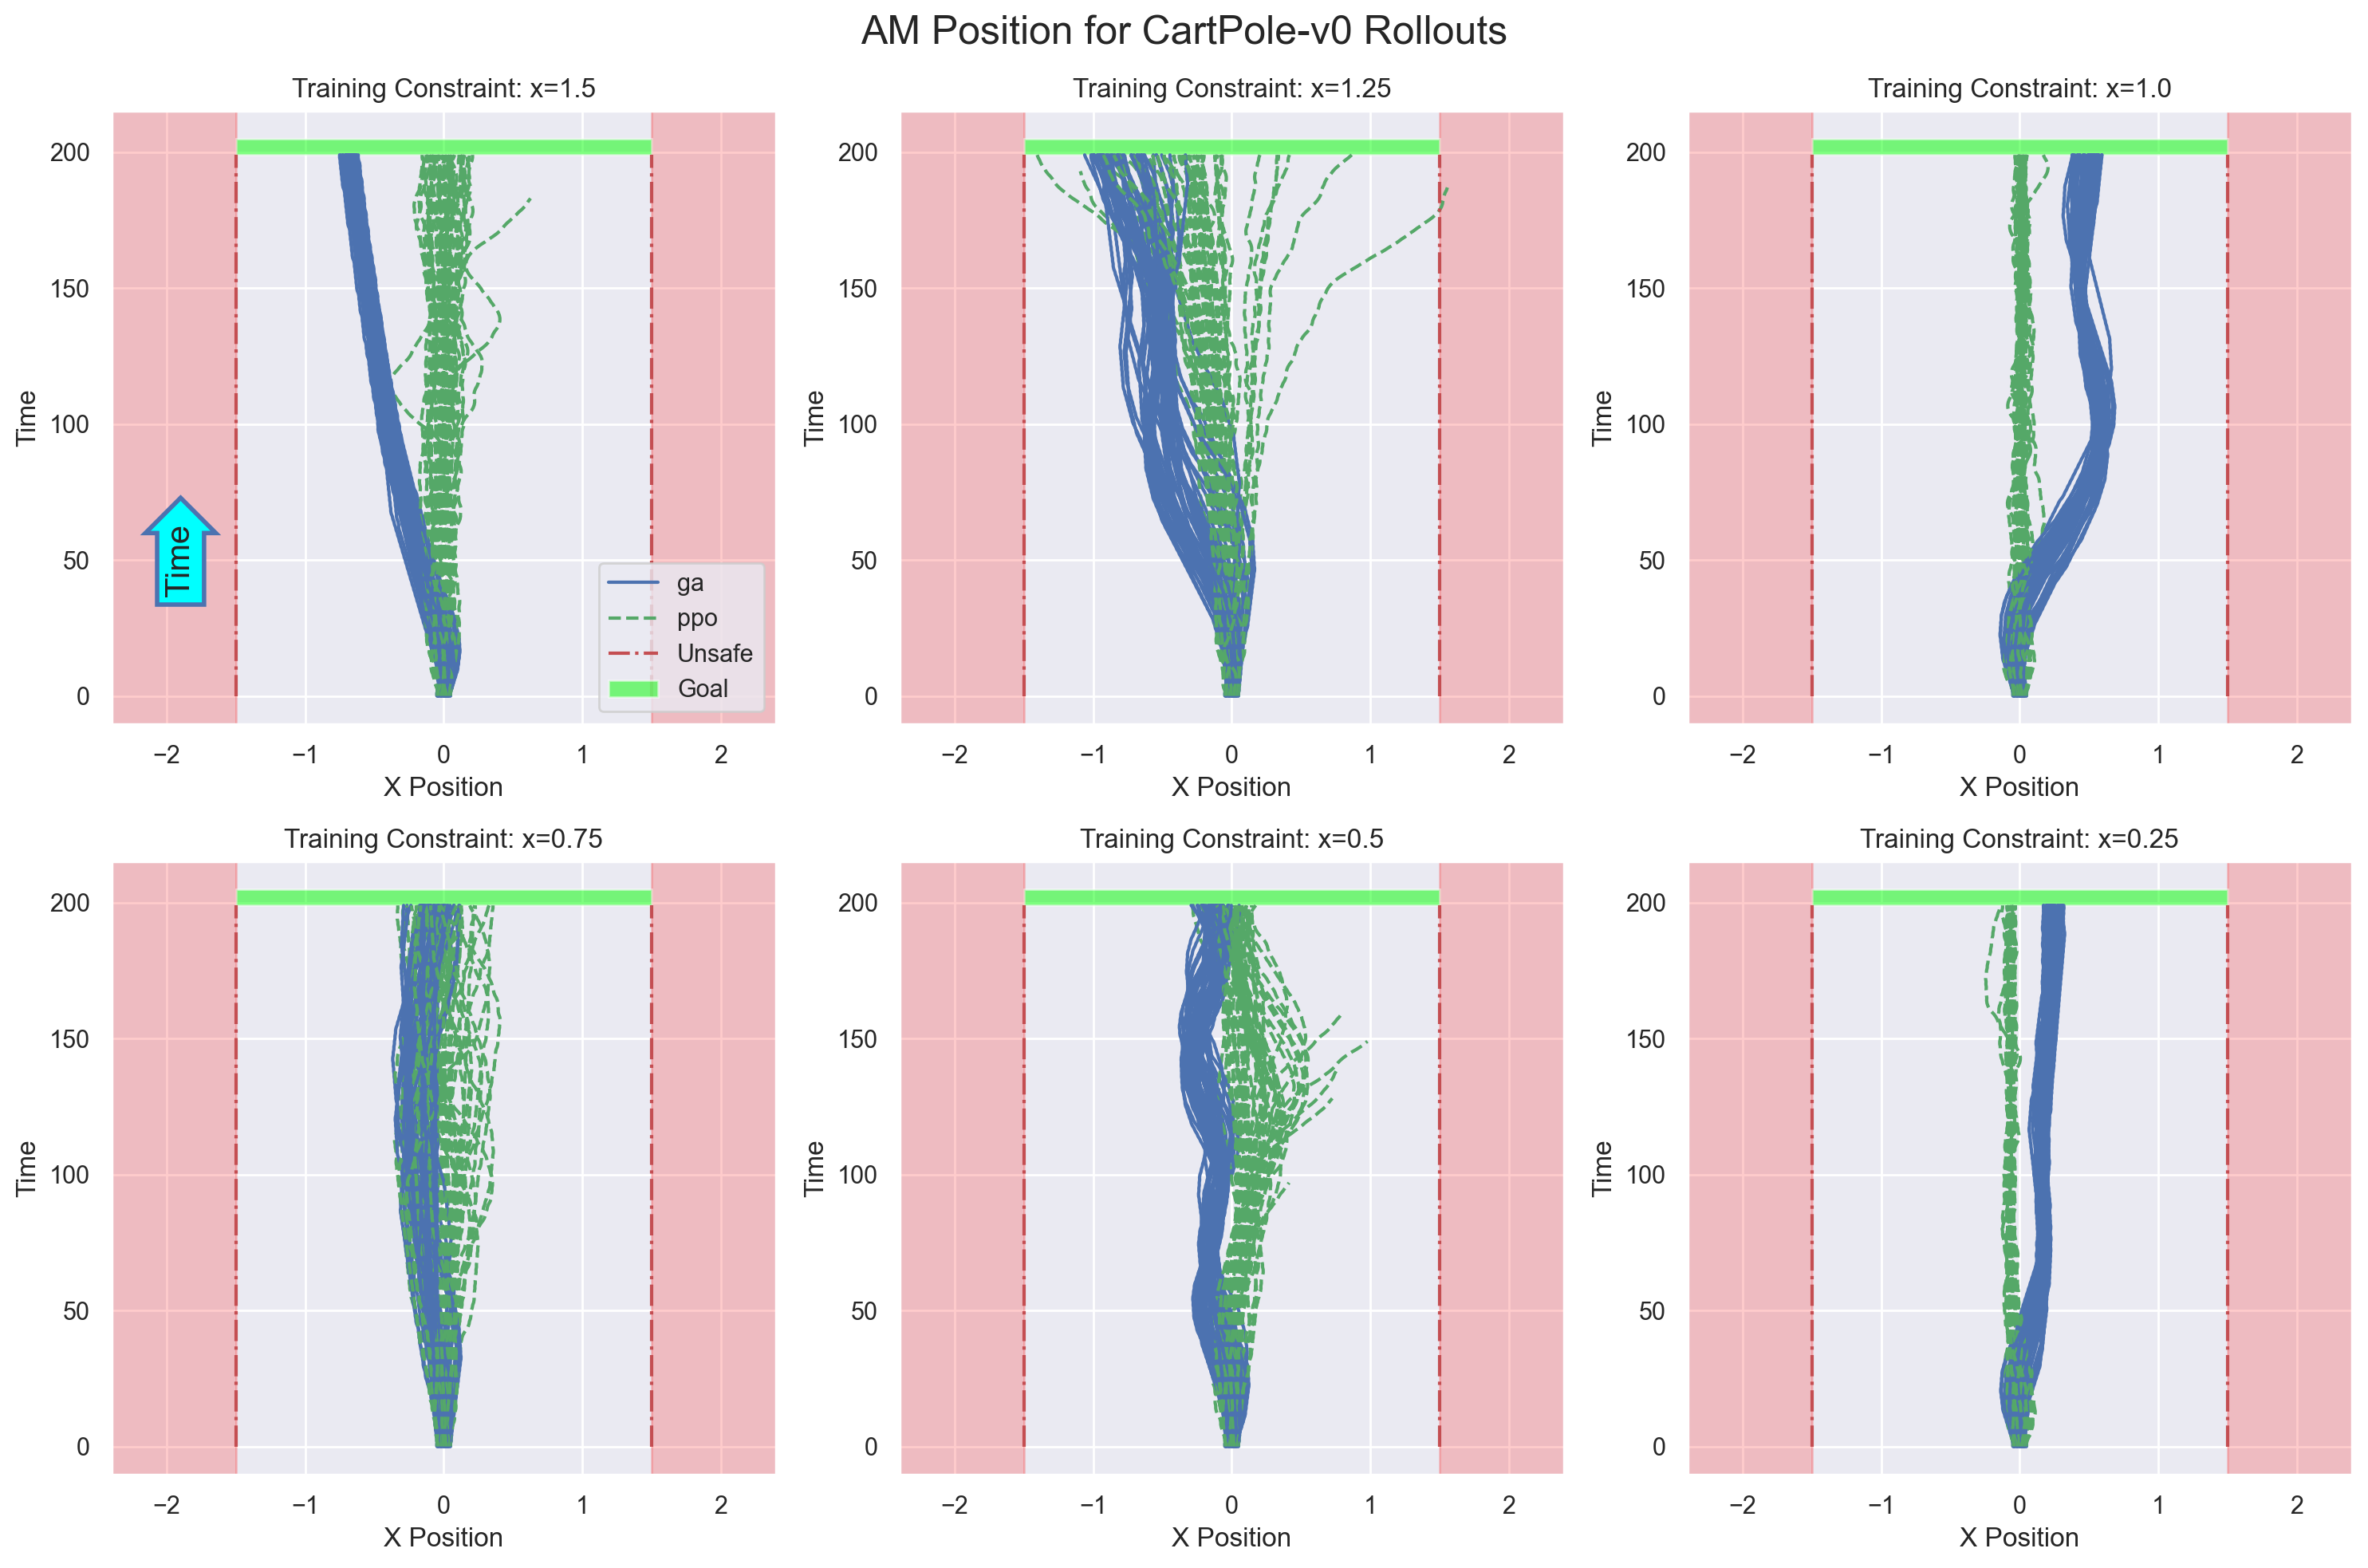 AM Position for CartPole-v0 Rollouts
Training Constraint: x=1.5
Time
200
150
100
50
0
Time
ga
ppo
Unsafe
Goal
−2 −1 0 1 2
X Position
Training Constraint: x=1.25
Time
200
150
100
50
0
−2 −1 0 1 2
X Position
Training Constraint: x=1.0
Time
200
150
100
50
0
−2 −1 0 1 2
X Position
Training Constraint: x=0.75
Time
200
150
100
50
0
−2 −1 0 1 2
X Position
Training Constraint: x=0.5
Time
200
150
100
50
0
−2 −1 0 1 2
X Position
Training Constraint: x=0.25
Time
200
150
100
50
0
−2 −1 0 1 2
X Position